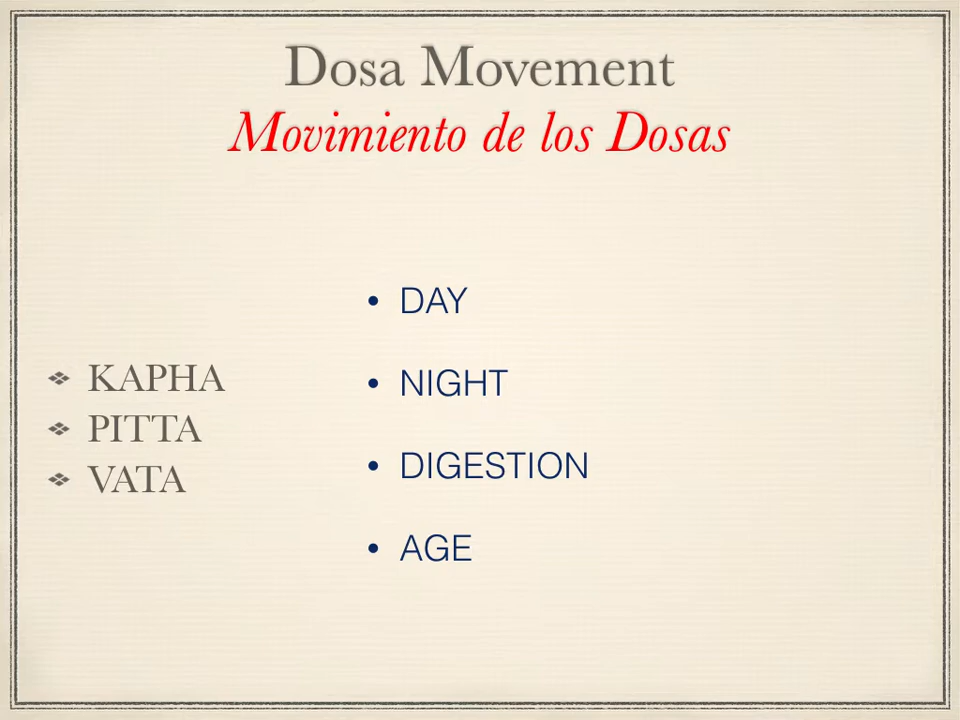 Dosa Movement
Movimiento de los Dosas
KAPHA
PITTA
VATA
• DAY
• NIGHT
• DIGESTION
• AGE